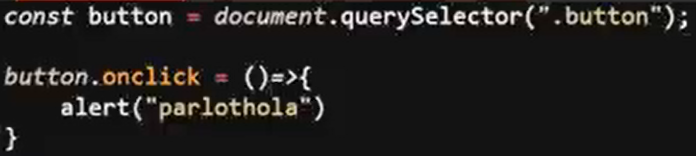 const button = document.querySelector(".button");
button.onclick = ()=>{
alert("parlothola")
}